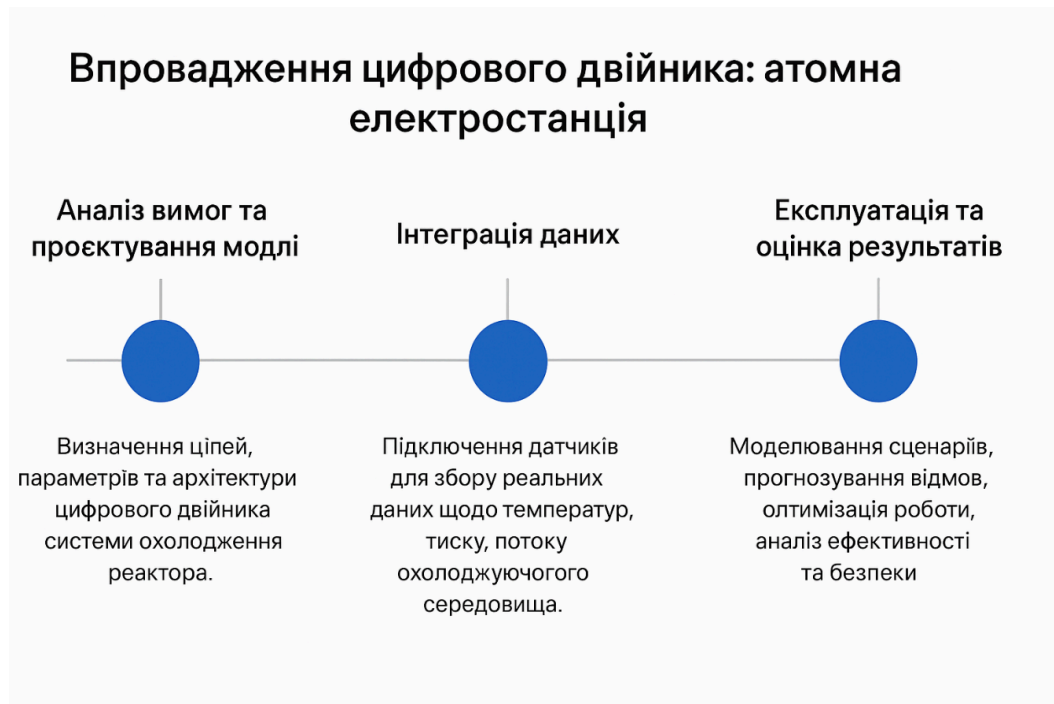 Впровадження цифрового двійника: атомна
електростанція
Аналіз вимог та
проєктування модлі
Визначення ціпей,
параметрів та архітектури
цифрового двійника
системи охолодження
реактора.
Інтеграція даних
Підключення датчиків
для збору реальних
даних щодо температур,
тиску, потоку
охолоджуючогого
середовища.
Експлуатація та
оцінка результатів
Моделювання сценаріїв,
прогнозування відмов,
олтимізація роботи,
аналіз ефективності
та безпеки